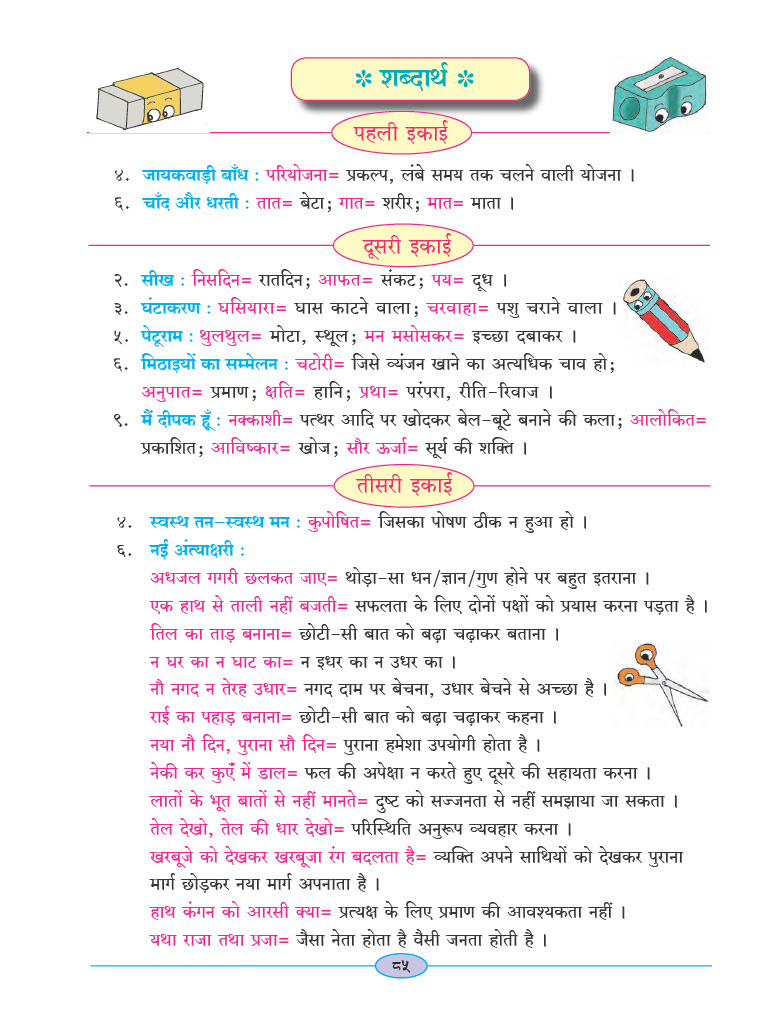 * शब्दार्थ *
पहली इकाई
४. जायकवाड़ी बाँध : परियोजना= प्रकल्प, लंबे समय तक चलने वाली योजना ।
६. चाँद और धरती : तात= बेटा; गात= शरीर; मात= माता ।
दूसरी इकाई
२. सीख : निसदिन= रातदिन; आफत= संकट; पय= दूध ।
३. घंटाकरण : घसियारा= घास काटने वाला; चरवाहा= पशु चराने वाला ।
५. पेटूराम : थुलथुल= मोटा, स्थूल; मन मसोसकर= इच्छा दबाकर ।
६. मिठाइयों का सम्मेलन : चटोरी= जिसे व्यंजन खाने का अत्यधिक चाव हो;
अनुपात= प्रमाण; क्षति= हानि; प्रथा= परंपरा, रीति-रिवाज ।
९. मैं दीपक हूँ : नक्काशी= पत्थर आदि पर खोदकर बेल-बूटे बनाने की कला; आलोकित=
प्रकाशित; आविष्कार= खोज; सौर ऊर्जा= सूर्य की शक्ति ।
तीसरी इकाई
४. स्वस्थ तन-स्वस्थ मन : कुपोषित= जिसका पोषण ठीक न हुआ हो ।
६. नई अंत्याक्षरी :
अधजल गगरी छलकत जाए= थोड़ा-सा धन/ज्ञान/गुण होने पर बहुत इतराना ।
एक हाथ से ताली नहीं बजती= सफलता के लिए दोनों पक्षों को प्रयास करना पड़ता है ।
तिल का ताड़ बनाना= छोटी-सी बात को बढ़ा चढ़ाकर बताना ।
न घर का न घाट का= न इधर का न उधर का ।
नौ नगद न तेरह उधार= नगद दाम पर बेचना, उधार बेचने से अच्छा है ।
राई का पहाड़ बनाना= छोटी-सी बात को बढ़ा चढ़ाकर कहना ।
नया नौ दिन, पुराना सौ दिन= पुराना हमेशा उपयोगी होता है ।
नेकी कर कुएँ में डाल= फल की अपेक्षा न करते हुए दूसरे की सहायता करना ।
लातों के भूत बातों से नहीं मानते= दुष्ट को सज्जनता से नहीं समझाया जा सकता ।
तेल देखो, तेल की धार देखो= परिस्थिति अनुरूप व्यवहार करना ।
खरबूजे को देखकर खरबूजा रंग बदलता है= व्यक्ति अपने साथियों को देखकर पुराना
मार्ग छोड़कर नया मार्ग अपनाता है ।
हाथ कंगन को आरसी क्या= प्रत्यक्ष के लिए प्रमाण की आवश्यकता नहीं ।
यथा राजा तथा प्रजा= जैसा नेता होता है वैसी जनता होती है ।
८५